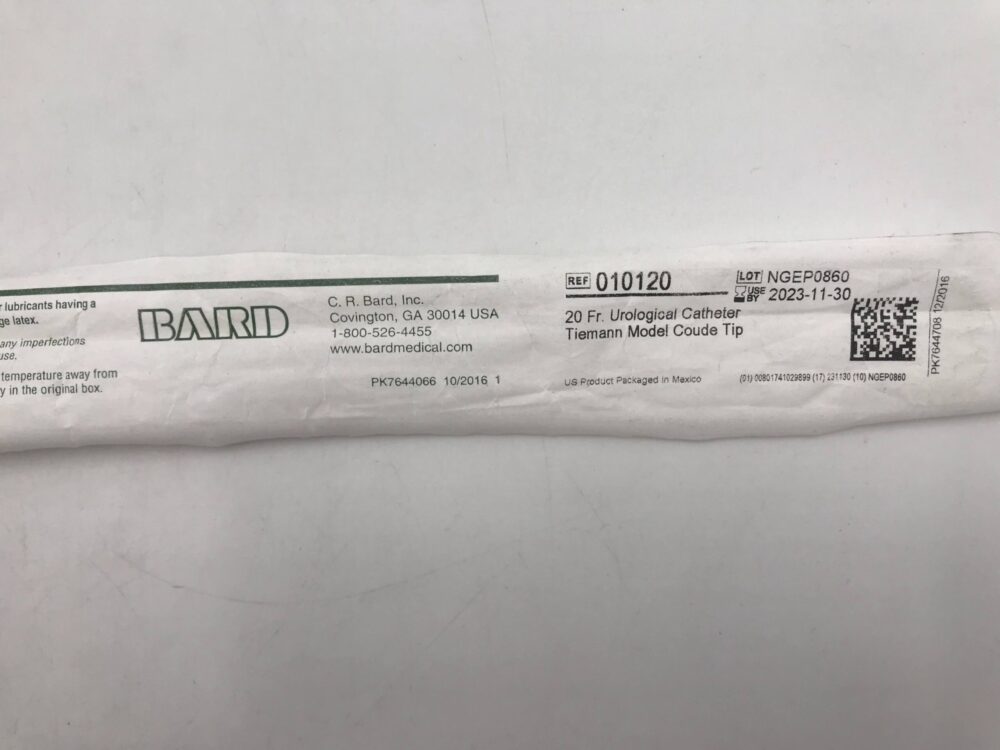 r lubricants having a
ge latex.
any imperfections
use.
temperature away from
y in the original box.
BARD
C. R. Bard, Inc.
Covington, GA 30014 USA
1-800-526-4455
www.bardmedical.com
PK7644066 10/2016 1
REF 010120
20 Fr. Urological Catheter
Tiemann Model Coude Tip
US Product Packaged in Mexico
LOT NGEP0860
USE BY 2023-11-30
(01) 00801741029899 (17) 231130 (10) NGEP0860
PK7644708 12/2016